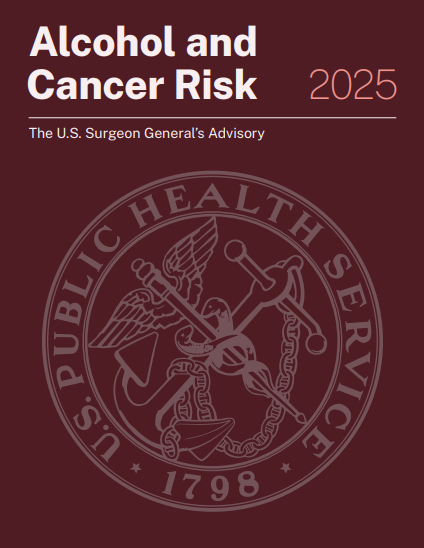 Alcohol and
Cancer Risk 2025
The U.S. Surgeon General's Advisory
U.S. PUBLIC HEALTH SERVICE
1798